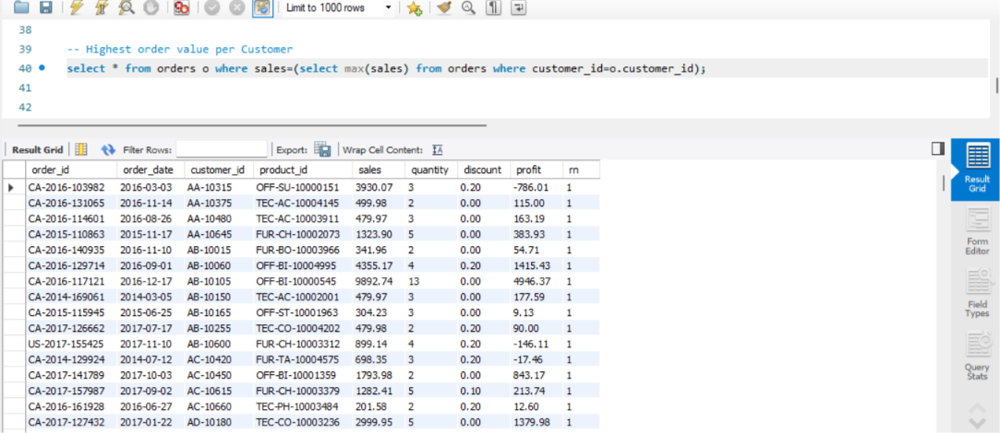 Limit to 1000 rows
38
39 -- Highest order value per Customer
40 select * from orders o where sales=(select max(sales) from orders where customer_id=o.customer_id);
41
42
Result Grid Filter Rows: Export: Wrap Cell Content:
order_id order_date customer_id product_id sales quantity discount profit rn
CA-2016-103982 2016-03-03 AA-10315 OFF-SU-10000151 3930.07 3 0.20 -786.01 1
CA-2016-131065 2016-11-14 AA-10375 TEC-AC-10004145 499.98 2 0.00 115.00 1
CA-2016-114601 2016-08-26 AA-10480 TEC-AC-10003911 479.97 3 0.00 163.19 1
CA-2015-110863 2015-11-17 AA-10645 FUR-CH-10002073 1323.90 5 0.00 383.93 1
CA-2016-140935 2016-11-10 AB-10015 FUR-BO-10003966 341.96 2 0.00 54.71 1
CA-2016-129714 2016-09-01 AB-10060 OFF-BI-10004995 4355.17 4 0.20 1415.43 1
CA-2016-117121 2016-12-17 AB-10105 OFF-BI-10000545 9892.74 13 0.00 4946.37 1
CA-2014-169061 2014-03-05 AB-10150 TEC-AC-10002001 479.97 3 0.00 177.59 1
CA-2015-115945 2015-06-25 AB-10165 OFF-ST-10001963 304.23 3 0.00 9.13 1
CA-2017-126662 2017-07-17 AB-10255 TEC-CO-10004202 479.98 2 0.20 90.00 1
US-2017-155425 2017-11-10 AB-10600 FUR-CH-10003312 899.14 4 0.20 -146.11 1
CA-2014-129924 2014-07-12 AC-10420 FUR-TA-10004575 698.35 3 0.20 -17.46 1
CA-2017-141789 2017-10-03 AC-10450 OFF-BI-10001359 1793.98 2 0.00 843.17 1
CA-2017-157987 2017-09-02 AC-10615 FUR-CH-10003379 1282.41 5 0.10 213.74 1
CA-2016-161928 2016-06-27 AC-10660 TEC-PH-10003484 201.58 2 0.20 12.60 1
CA-2017-127432 2017-01-22 AD-10180 TEC-CO-10003236 2999.95 5 0.00 1379.98 1
Result
Grid
Form
Editor
Field
Types
Query
Stats